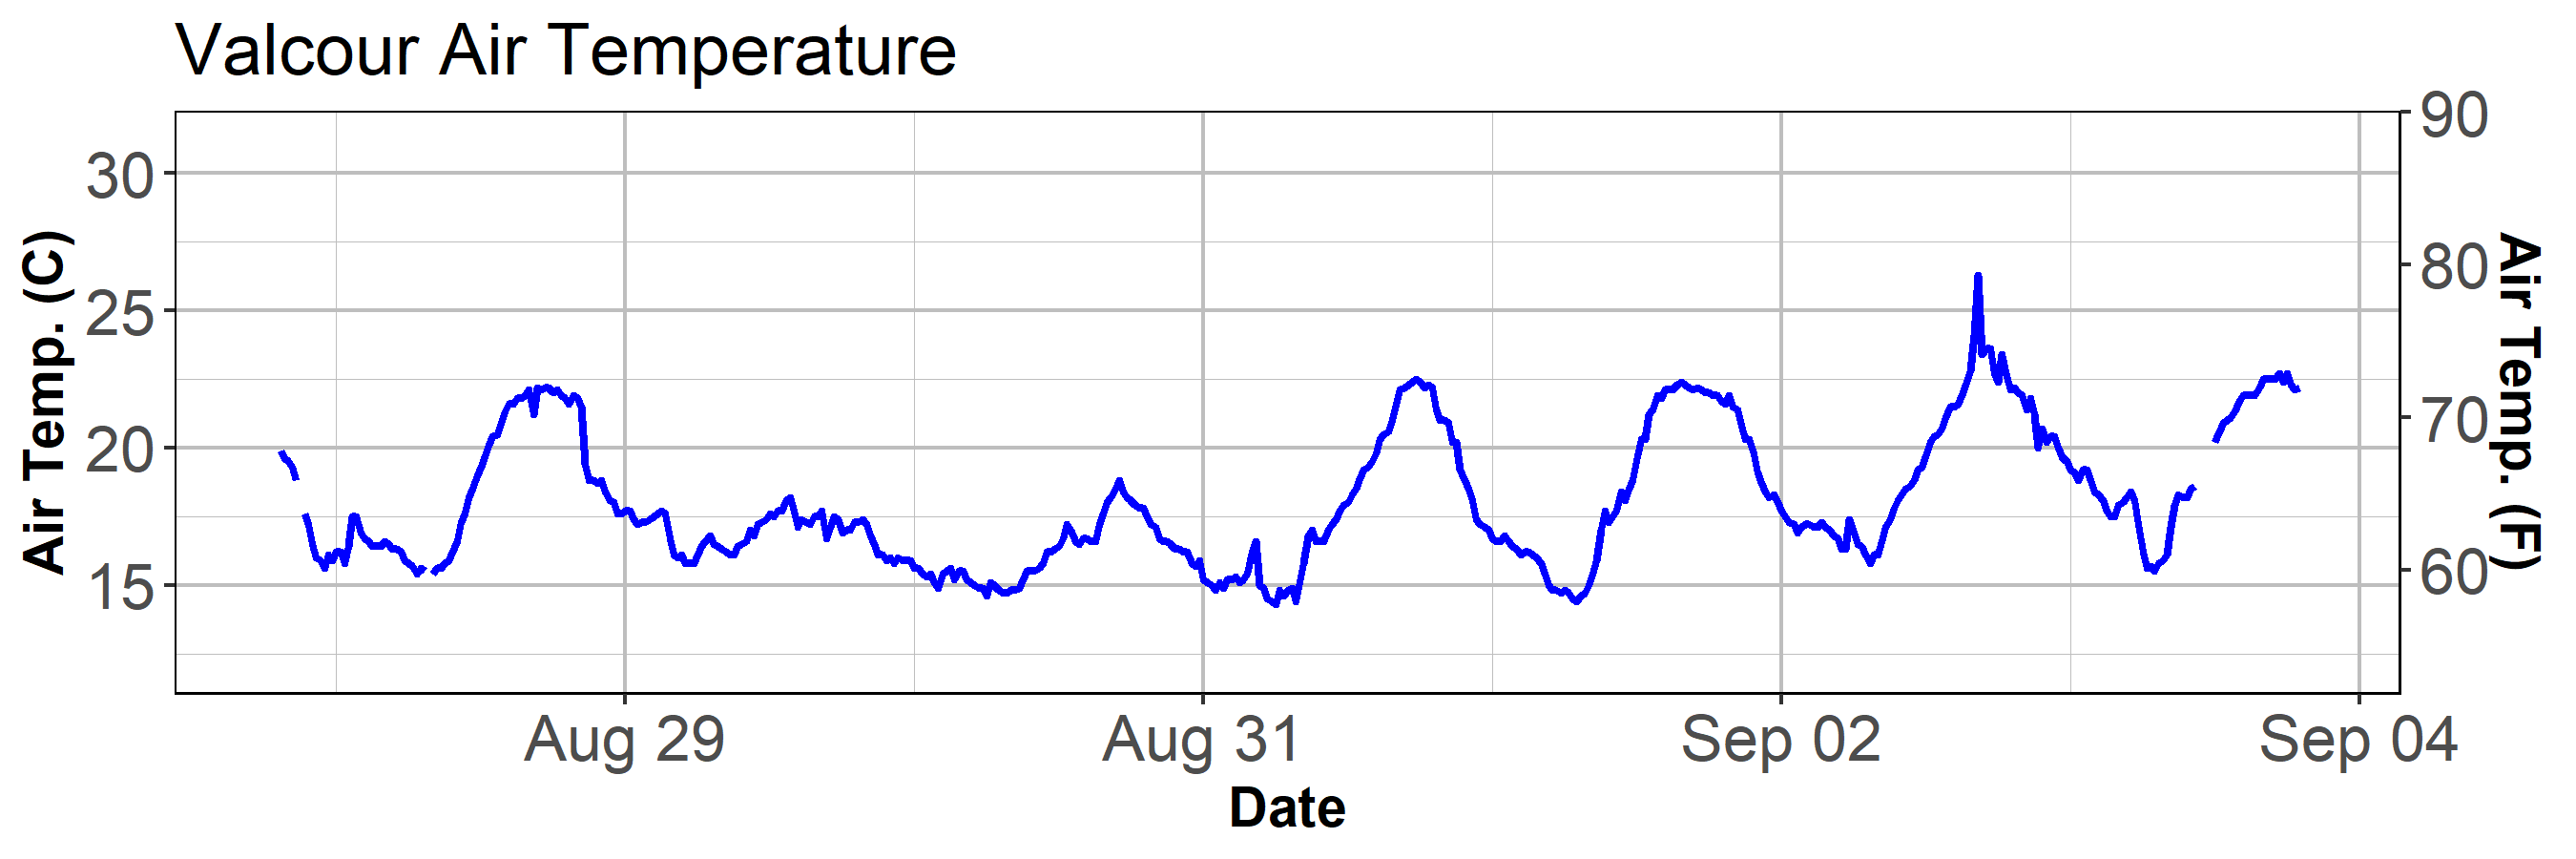 Valcour Air Temperature
Air Temp. (C)
30
25
20
15
90
80
70
60
Air Temp. (F)
Aug 29
Aug 31
Sep 02
Sep 04
Date